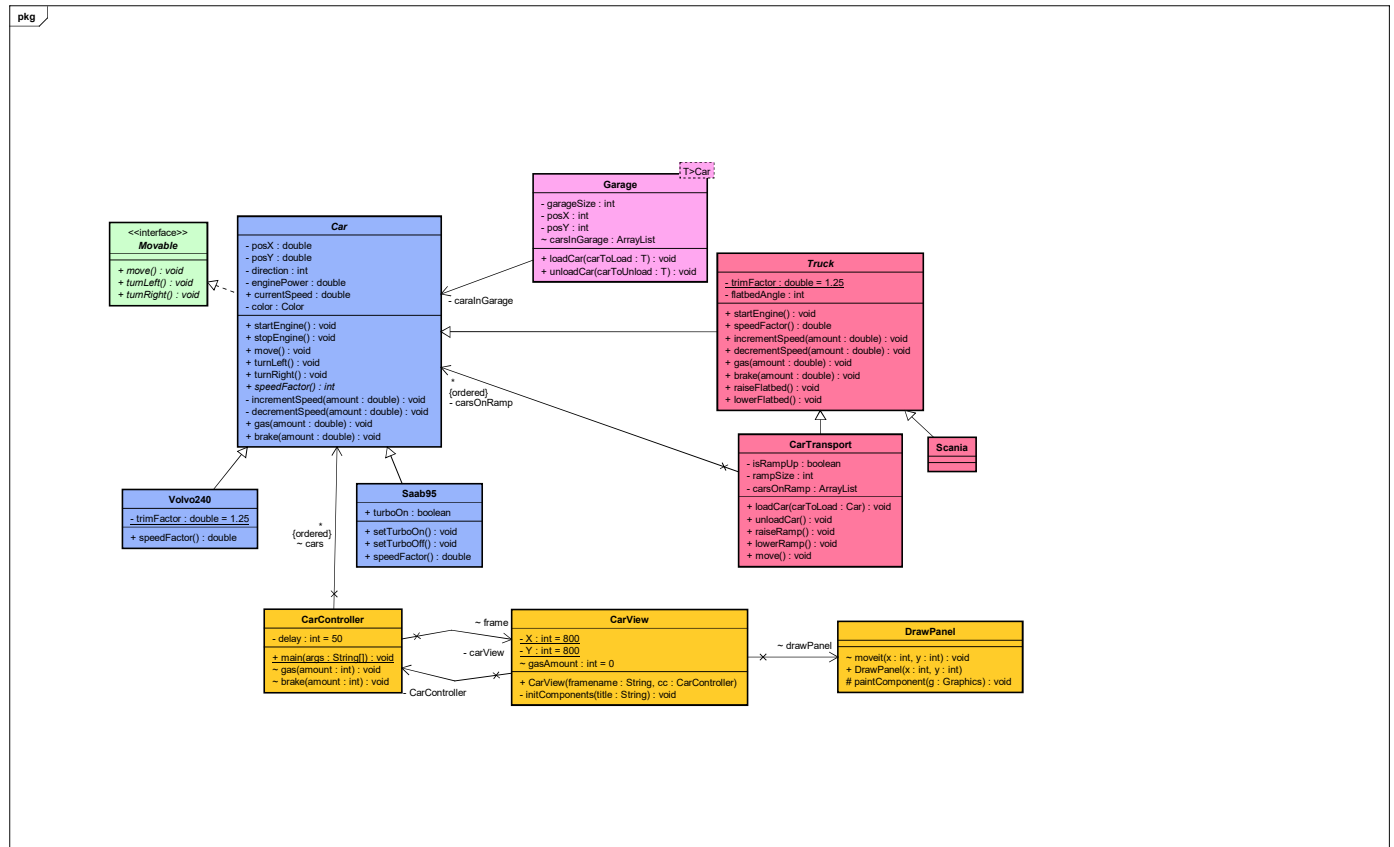 pkg
T>Car
Garage
- garageSize : int
- posX : int
- posY : int
~ carsInGarage : ArrayList
+ loadCar(carToLoad : T) : void
+ unloadCar(carToUnload : T) : void
<<interface>>
Movable
+ move() : void
+ turnLeft() : void
+ turnRight() : void
Car
- posX : double
- posY : double
- direction : int
- enginePower : double
+ currentSpeed : double
- color : Color
+ startEngine() : void
+ stopEngine() : void
+ move() : void
+ turnLeft() : void
+ turnRight() : void
+ speedFactor() : int
- incrementSpeed(amount : double) : void
- decrementSpeed(amount : double) : void
+ gas(amount : double) : void
+ brake(amount : double) : void
- caraInGarage
Truck
- trimFactor : double = 1.25
- flatbedAngle : int
+ startEngine() : void
+ speedFactor() : double
+ incrementSpeed(amount : double) : void
+ decrementSpeed(amount : double) : void
+ gas(amount : double) : void
+ brake(amount : double) : void
+ raiseFlatbed() : void
+ lowerFlatbed() : void
*
{ordered}
- carsOnRamp
CarTransport
- isRampUp : boolean
- rampSize : int
- carsOnRamp : ArrayList
+ loadCar(carToLoad : Car) : void
+ unloadCar() : void
+ raiseRamp() : void
+ lowerRamp() : void
+ move() : void
Scania
Volvo240
- trimFactor : double = 1.25
+ speedFactor() : double
Saab95
+ turboOn : boolean
+ setTurboOn() : void
+ setTurboOff() : void
+ speedFactor() : double
*
{ordered}
~ cars
CarController
- delay : int = 50
+ main(args : String[]) : void
~ gas(amount : int) : void
~ brake(amount : int) : void
~ frame
- carView
- CarController
CarView
- X : int = 800
- Y : int = 800
~ gasAmount : int = 0
+ CarView(framename : String, cc : CarController)
- initComponents(title : String) : void
~ drawPanel
DrawPanel
~ moveit(x : int, y : int) : void
+ DrawPanel(x : int, y : int)
# paintComponent(g : Graphics) : void